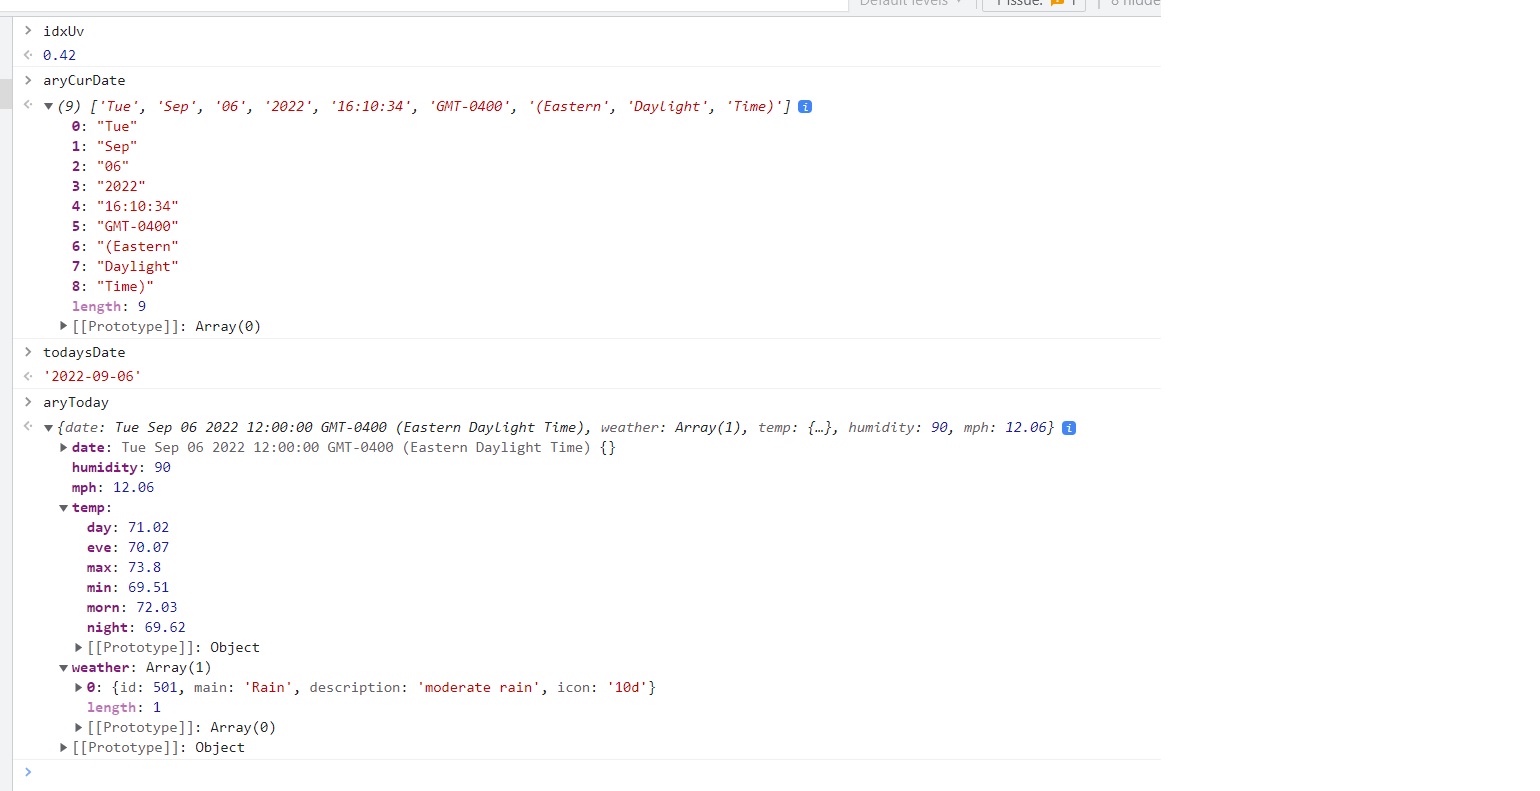 Default levels
1 Issue: 1
8 hidde
idxUv
0.42
aryCurDate
(9) ['Tue', 'Sep', '06', '2022', '16:10:34', 'GMT-0400', '(Eastern', 'Daylight', 'Time)']
0: "Tue"
1: "Sep"
2: "06"
3: "2022"
4: "16:10:34"
5: "GMT-0400"
6: "(Eastern"
7: "Daylight"
8: "Time)"
length: 9
[[Prototype]]: Array(0)
todaysDate
'2022-09-06'
aryToday
{date: Tue Sep 06 2022 12:00:00 GMT-0400 (Eastern Daylight Time), weather: Array(1), temp: {…}, humidity: 90, mph: 12.06}
date: Tue Sep 06 2022 12:00:00 GMT-0400 (Eastern Daylight Time) {}
humidity: 90
mph: 12.06
temp:
day: 71.02
eve: 70.07
max: 73.8
min: 69.51
morn: 72.03
night: 69.62
[[Prototype]]: Object
weather: Array(1)
0: {id: 501, main: 'Rain', description: 'moderate rain', icon: '10d'}
length: 1
[[Prototype]]: Array(0)
[[Prototype]]: Object